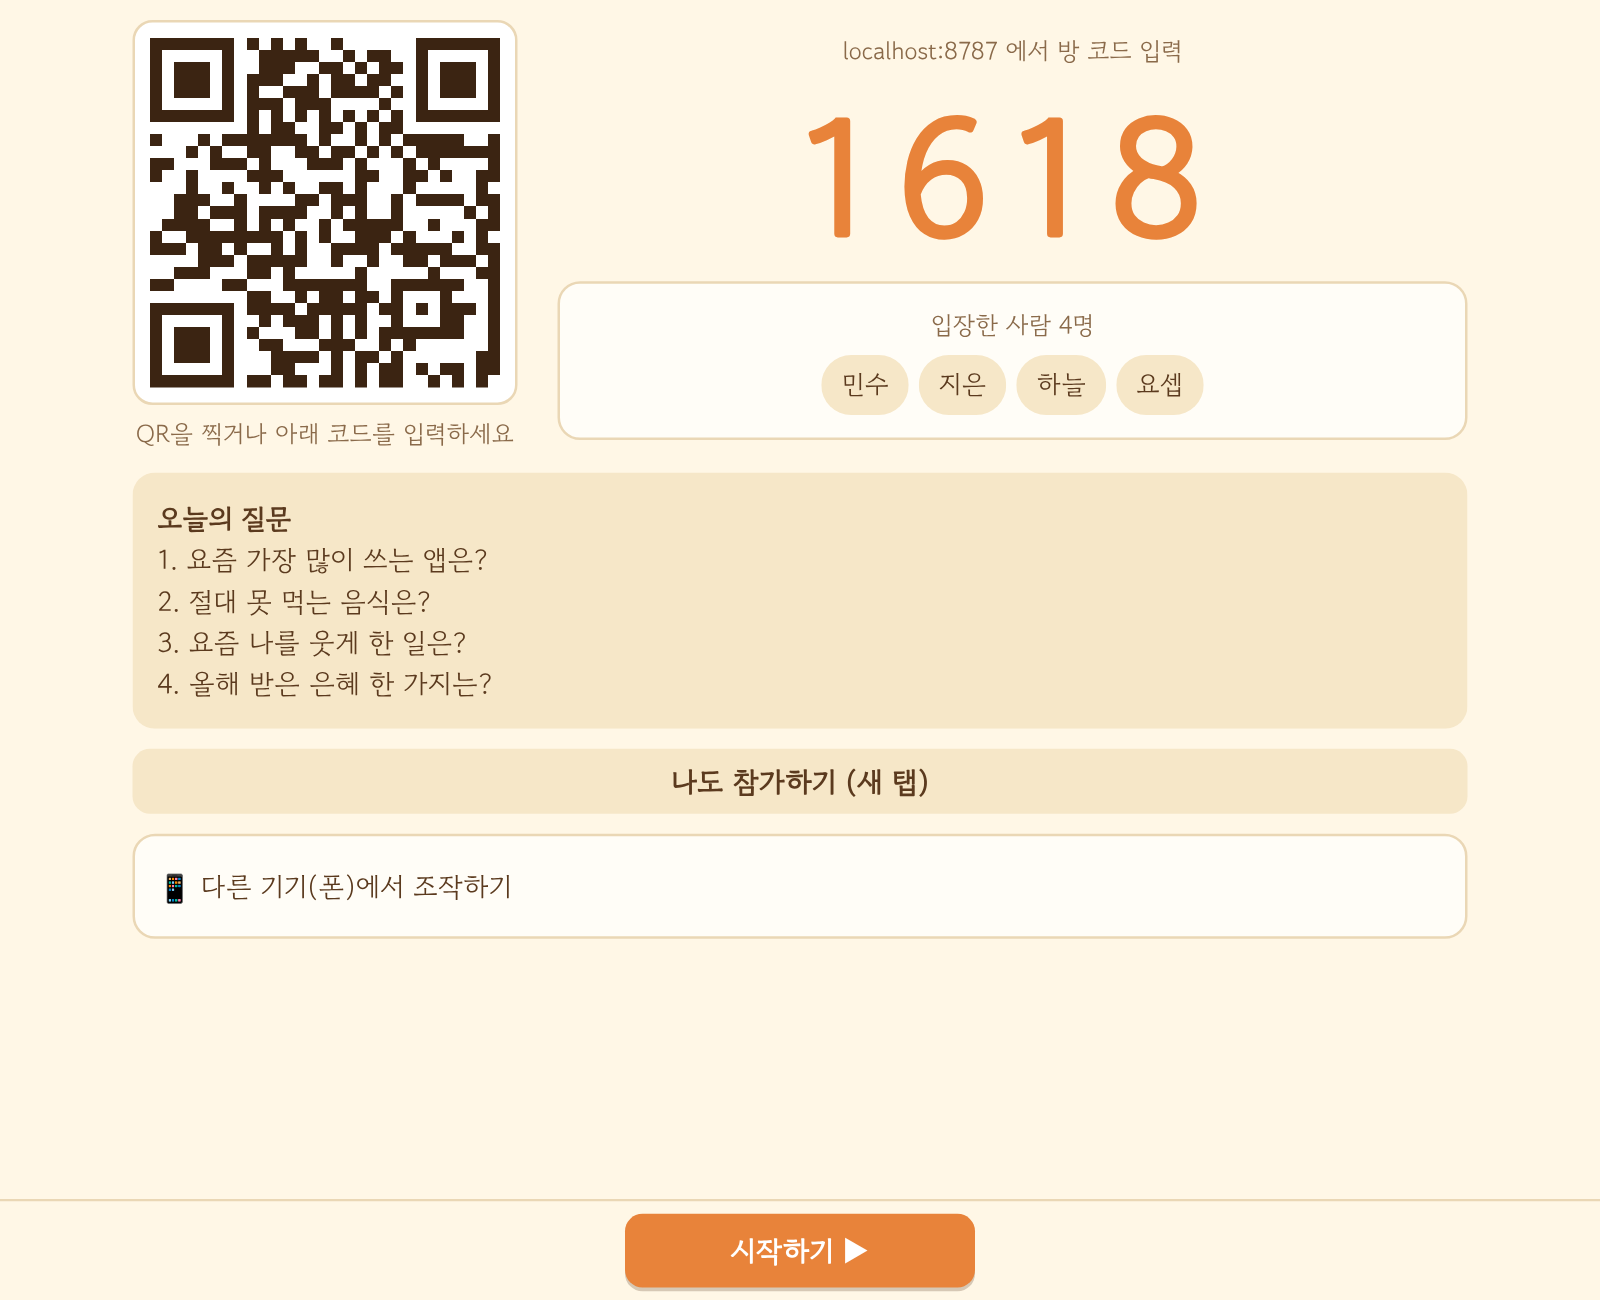 localhost:8787 에서 방 코드 입력
1618
입장한 사람 4명
민수 지은 하늘 요셉
QR을 찍거나 아래 코드를 입력하세요
오늘의 질문
1. 요즘 가장 많이 쓰는 앱은?
2. 절대 못 먹는 음식은?
3. 요즘 나를 웃게 한 일은?
4. 올해 받은 은혜 한 가지는?
나도 참가하기 (새 탭)
다른 기기(폰)에서 조작하기
시작하기 ▶